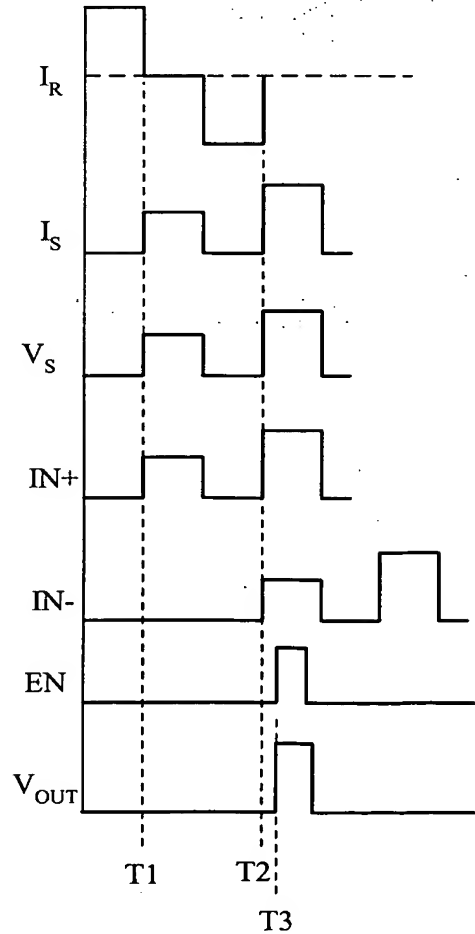 I_R
I_S
V_S
IN+
IN-
EN
V_OUT
T1
T2
T3